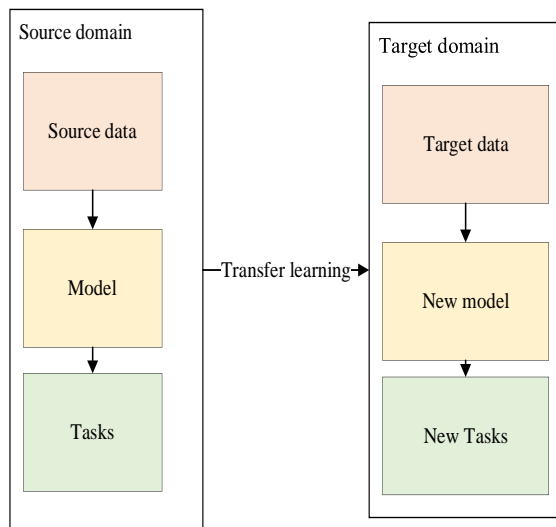 Source domain
Source data
Model
Tasks
Transfer learning
Target domain
Target data
New model
New Tasks